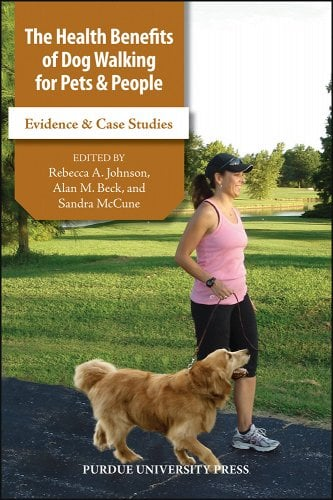 The Health Benefits
of Dog Walking
for Pets & People
Evidence & Case Studies
EDITED BY
Rebecca A. Johnson,
Alan M. Beck, and
Sandra McCune
PURDUE UNIVERSITY PRESS